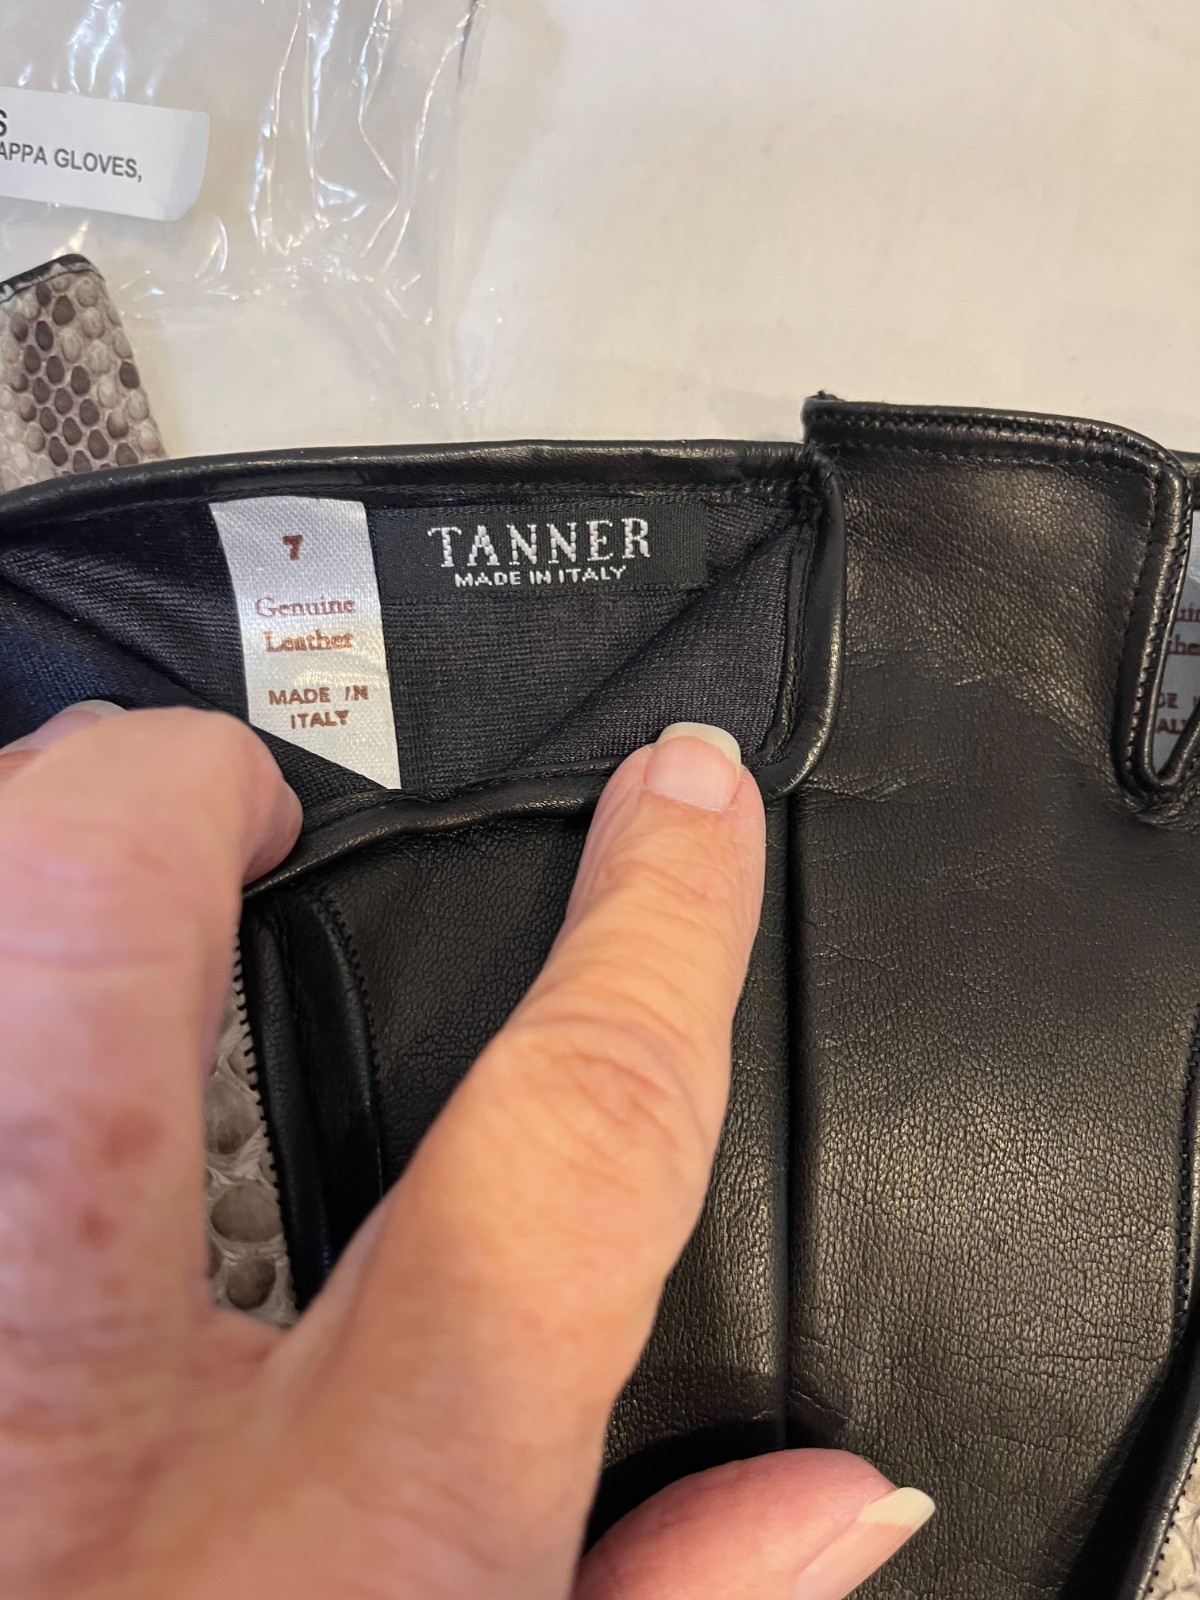 S
APPA GLOVES,
7
Genuine
Leather
MADE IN
ITALY
TANNER
MADE IN ITALY